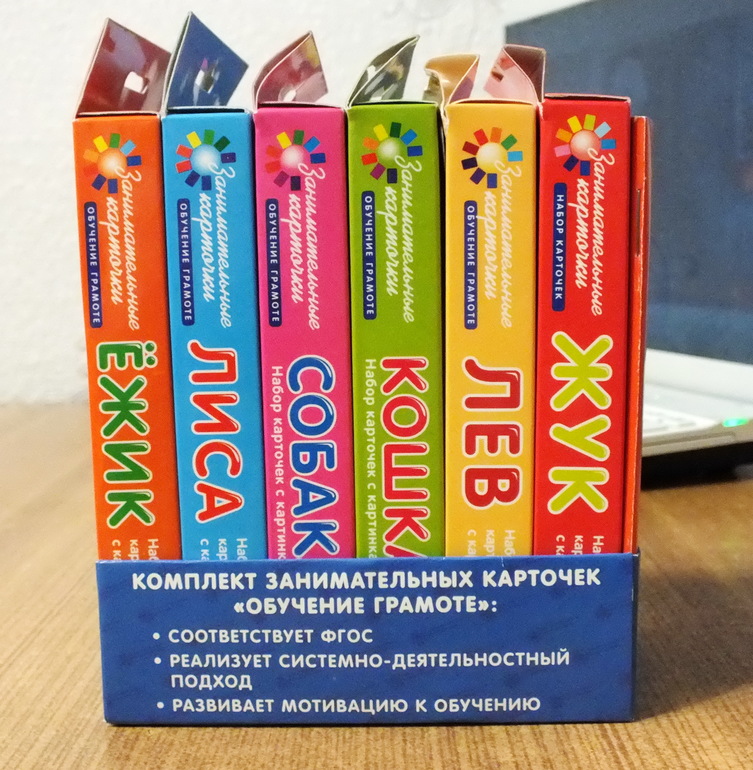 Занимательные
карточки
ОБУЧЕНИЕ ГРАМОТЕ
ЁЖИК
Занимательные
карточки
ОБУЧЕНИЕ ГРАМОТЕ
ЛИСА
Занимательные
карточки
ОБУЧЕНИЕ ГРАМОТЕ
СОБАК
Набор карточек с картинк
Занимательные
карточки
ОБУЧЕНИЕ ГРАМОТЕ
КОШКА
Набор карточек с картинка
Занимательные
карточки
ОБУЧЕНИЕ ГРАМОТЕ
ЛЕВ
Занимательные
карточки
НАБОР КАРТОЧЕК
ЖУК
КОМПЛЕКТ ЗАНИМАТЕЛЬНЫХ КАРТОЧЕК
«ОБУЧЕНИЕ ГРАМОТЕ»:
• СООТВЕТСТВУЕТ ФГОС
• РЕАЛИЗУЕТ СИСТЕМНО-ДЕЯТЕЛЬНОСТНЫЙ
ПОДХОД
• РАЗВИВАЕТ МОТИВАЦИЮ К ОБУЧЕНИЮ